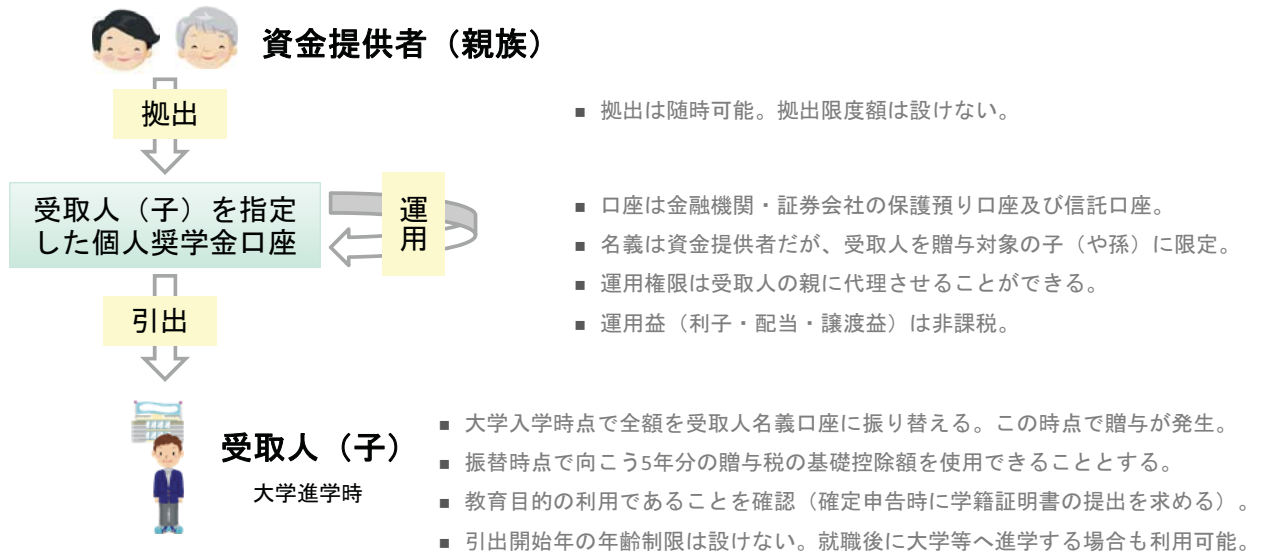 資金提供者（親族）
拠出
■ 拠出は随時可能。拠出限度額は設けない。
受取人（子）を指定
した個人奨学金口座
運
用
■ 口座は金融機関・証券会社の保護預り口座及び信託口座。
■ 名義は資金提供者だが、受取人を贈与対象の子（や孫）に限定。
■ 運用権限は受取人の親に代理させることができる。
■ 運用益（利子・配当・譲渡益）は非課税。
引出
受取人（子）
大学進学時
■ 大学入学時点で全額を受取人名義口座に振り替える。この時点で贈与が発生。
■ 振替時点で向こう5年分の贈与税の基礎控除額を使用できることとする。
■ 教育目的の利用であることを確認（確定申告時に学籍証明書の提出を求める）。
■ 引出開始年の年齢制限は設けない。就職後に大学等へ進学する場合も利用可能。